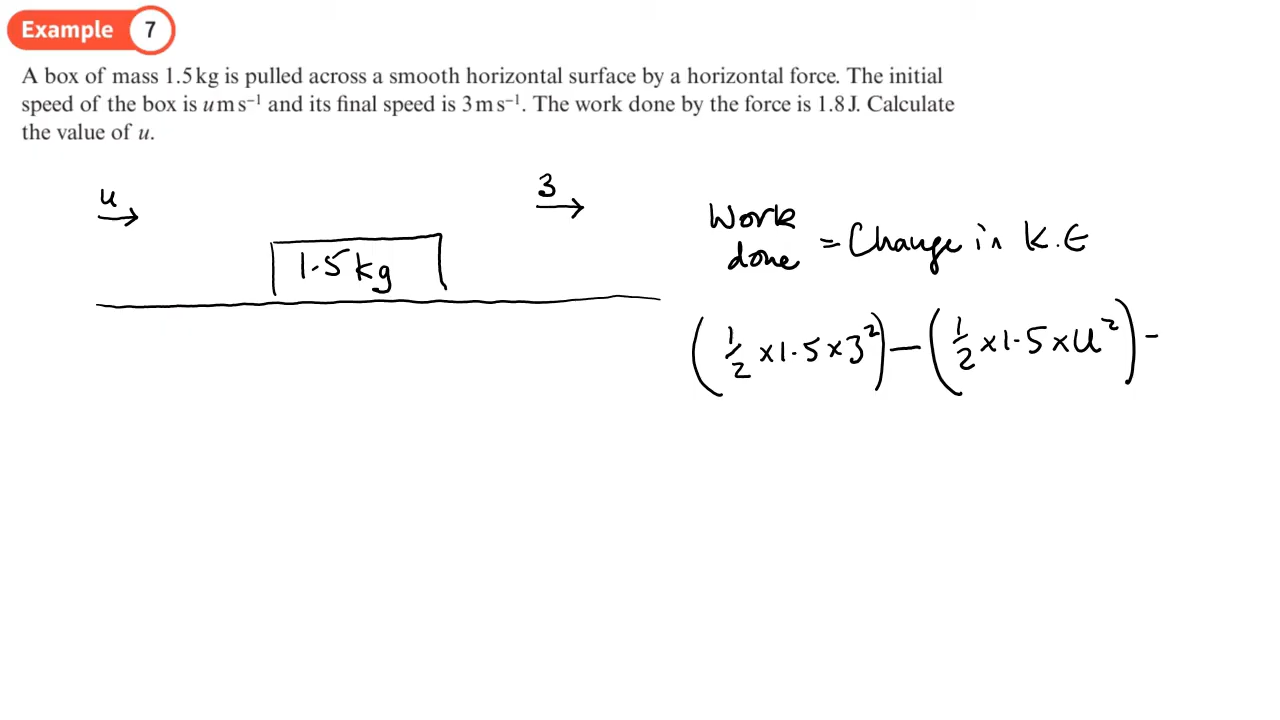 Example 7
A box of mass 1.5 kg is pulled across a smooth horizontal surface by a horizontal force. The initial
speed of the box is u m s⁻¹ and its final speed is 3 m s⁻¹. The work done by the force is 1.8 J. Calculate
the value of u.
u
3
1.5 kg
Work
done = Change in K.E
(1/2 × 1.5 × 3²) − (1/2 × 1.5 × u²) -